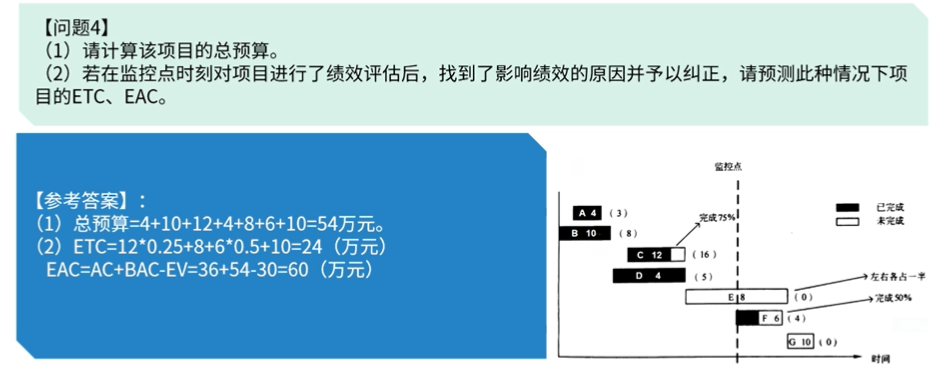 【问题4】
（1）请计算该项目的总预算。
（2）若在监控点时刻对项目进行了绩效评估后，找到了影响绩效的原因并予以纠正，请预测此种情况下项
目的ETC、EAC。
【参考答案】：
（1）总预算=4+10+12+4+8+6+10=54万元。
（2）ETC=12*0.25+8+6*0.5+10=24（万元）
EAC=AC+BAC-EV=36+54-30=60（万元）
监控点
已完成
未完成
A 4 (3)
完成75%
B 10 (8)
C 12 (16)
D 4 (5)
左右各占一半
E 8 (0)
完成50%
F 6 (4)
G 10 (0)
时间